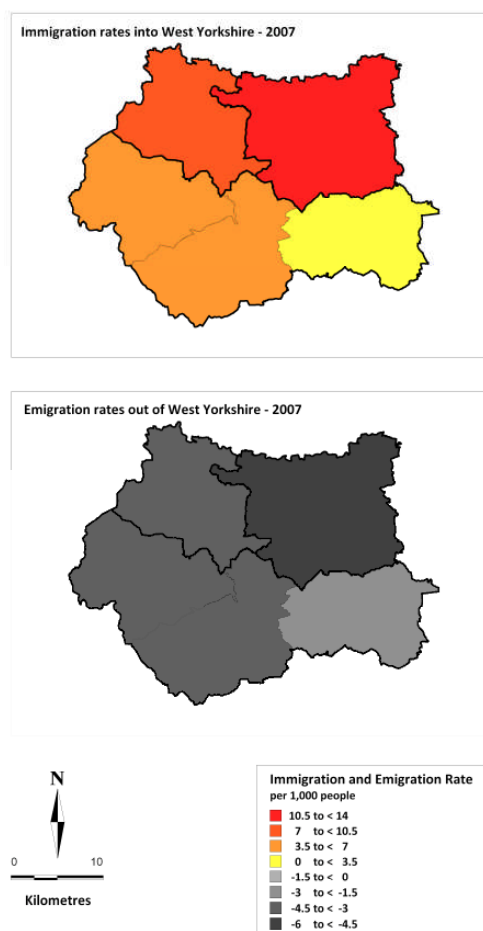 Immigration rates into West Yorkshire - 2007
Emigration rates out of West Yorkshire - 2007
N
0 10
Kilometres
Immigration and Emigration Rate
per 1,000 people
10.5 to < 14
7 to < 10.5
3.5 to < 7
0 to < 3.5
-1.5 to < 0
-3 to < -1.5
-4.5 to < -3
-6 to < -4.5